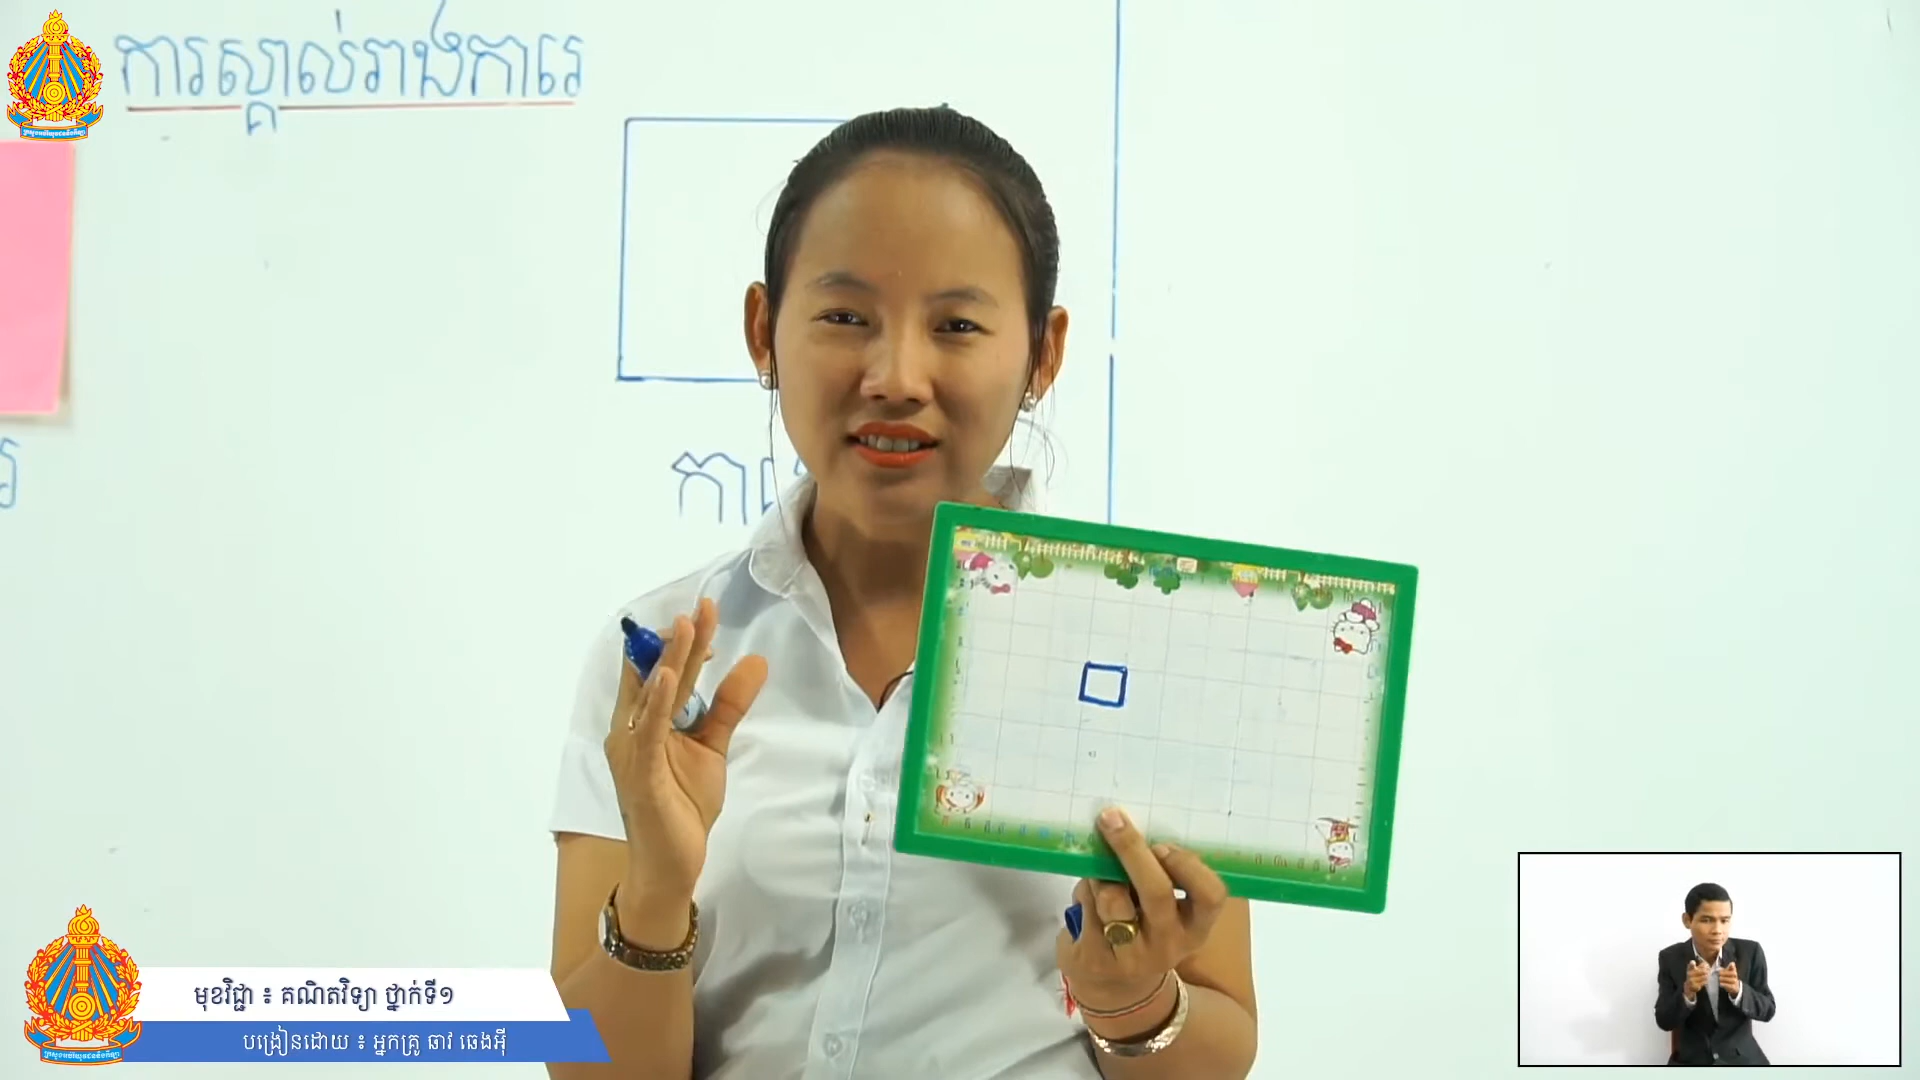 ការស្គាល់រាងការេ
មុខវិជ្ជា ៖ គណិតវិទ្យា ថ្នាក់ទី១
បង្រៀនដោយ ៖ អ្នកគ្រូ ឆាវ ឆេងអ៊ី